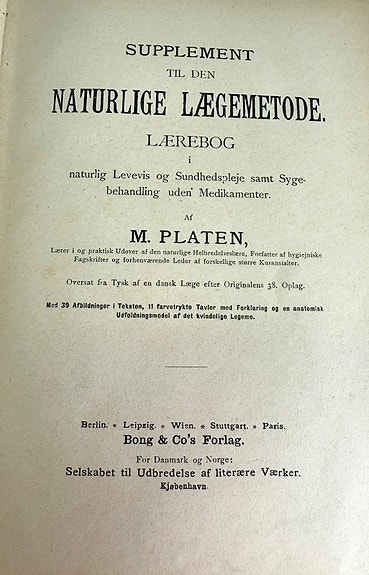 SUPPLEMENT
TIL DEN
NATURLIGE LÆGEMETODE.
LÆREBOG
i
naturlig Levevis og Sundhedspleje samt Syge-
behandling uden Medikamenter.
Af
M. PLATEN,
Lærer i og praktisk Udøver af den naturlige Helbredelseslære, Forfatter af hygiejniske
Fagskrifter og forhenværende Leder af forskellige større Kuranstalter.
Oversat fra Tysk af en dansk Læge efter Originalens 38. Oplag.
Med 39 Afbildninger i Teksten, 11 farvetrykte Tavler med Forklaring og en anatomisk
Udfoldningsmodel af det kvindelige Legeme.
Berlin. * Leipzig. * Wien. * Stuttgart. * Paris.
Bong & Co's Forlag.
For Danmark og Norge:
Selskabet til Udbredelse af literære Værker.
Kjøbenhavn.